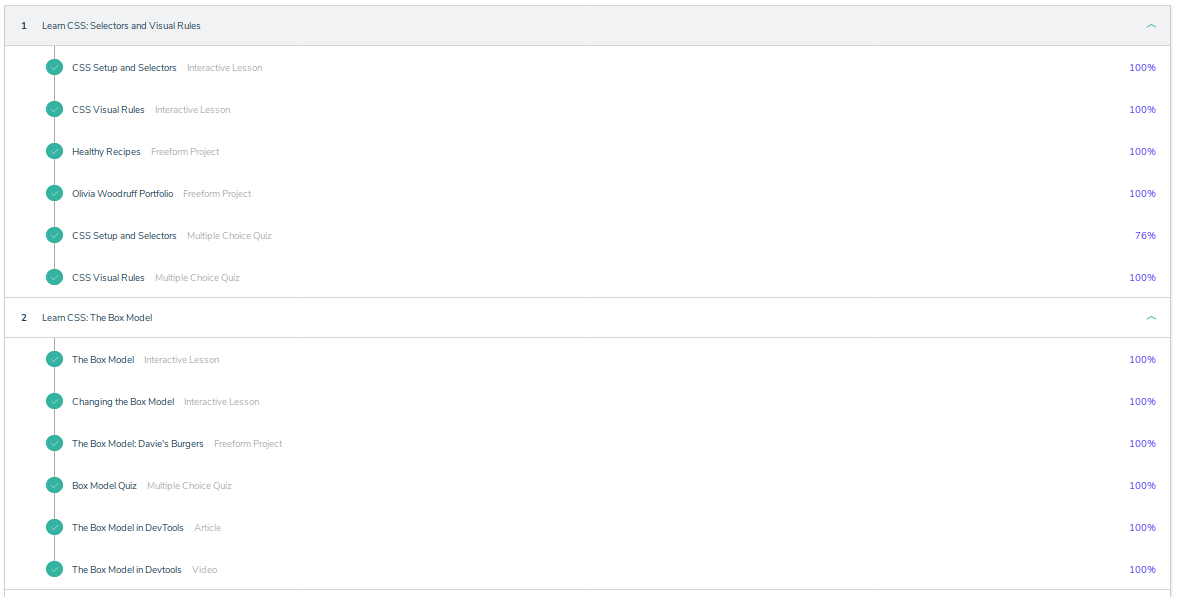 1 Learn CSS: Selectors and Visual Rules
CSS Setup and Selectors Interactive Lesson 100%
CSS Visual Rules Interactive Lesson 100%
Healthy Recipes Freeform Project 100%
Olivia Woodruff Portfolio Freeform Project 100%
CSS Setup and Selectors Multiple Choice Quiz 76%
CSS Visual Rules Multiple Choice Quiz 100%
2 Learn CSS: The Box Model
The Box Model Interactive Lesson 100%
Changing the Box Model Interactive Lesson 100%
The Box Model: Davie's Burgers Freeform Project 100%
Box Model Quiz Multiple Choice Quiz 100%
The Box Model in DevTools Article 100%
The Box Model in Devtools Video 100%